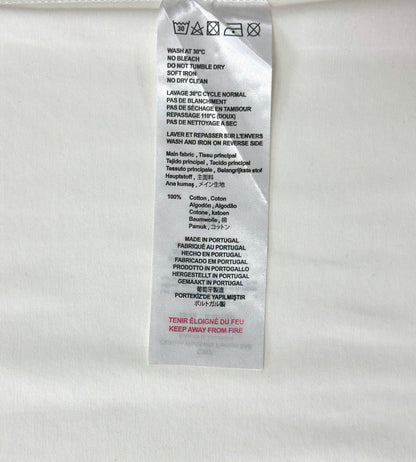 30
WASH AT 30°C
NO BLEACH
DO NOT TUMBLE DRY
SOFT IRON
NO DRY CLEAN
LAVAGE 30°C CYCLE NORMAL
PAS DE BLANCHIMENT
PAS DE SÉCHAGE EN TAMBOUR
REPASSAGE 110°C (DOUX)
PAS DE NETTOYAGE A SEC
LAVER ET REPASSER SUR L'ENVERS
WASH AND IRON ON REVERSE SIDE
Main fabric , Tissu principal
Tejido principal , Tecido principal
Tessuto principale , Belangrijkste stof
Hauptstoff , 主面料
Ana kumaş , メイン生地
100% Cotton , Coton
Algodón , Algodão
Cotone , katoen
Baumwolle , 棉
Pamuk , コットン
MADE IN PORTUGAL
FABRIQUÉ AU PORTUGAL
HECHO EN PORTUGAL
FABRICADO EM PORTUGAL
PRODOTTO IN PORTOGALLO
HERGESTELLT IN PORTUGAL
GEMAAKT IN PORTUGAL
葡萄牙製造
PORTEKİZ'DE YAPILMIŞTIR
ポルトガル製
TENIR ÉLOIGNÉ DU FEU
KEEP AWAY FROM FIRE